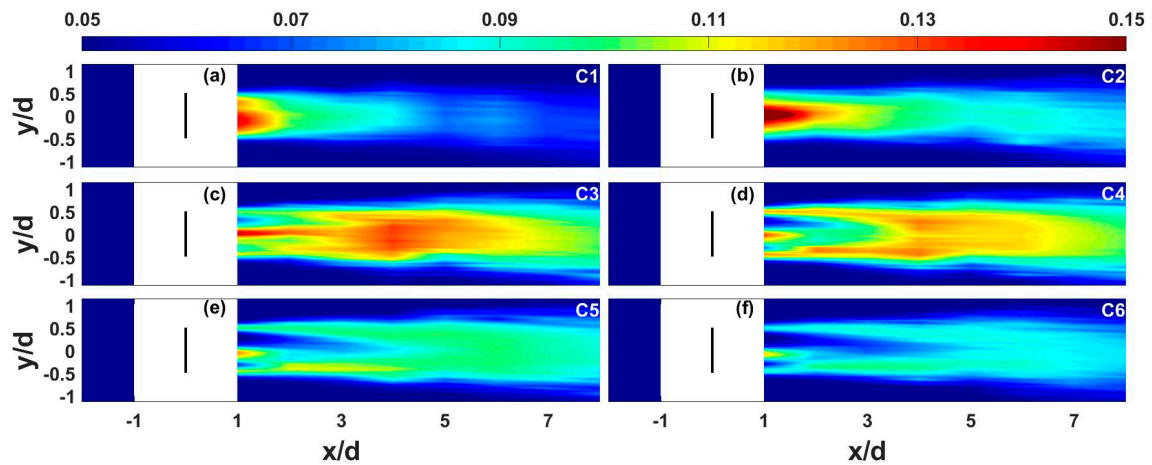 0.05 0.07 0.09 0.11 0.13 0.15
(a) C1 (b) C2
y/d 1 0.5 0 -0.5 -1
(c) C3 (d) C4
y/d 1 0.5 0 -0.5 -1
(e) C5 (f) C6
y/d 1 0.5 0 -0.5 -1
-1 1 3 5 7 -1 1 3 5 7
x/d x/d